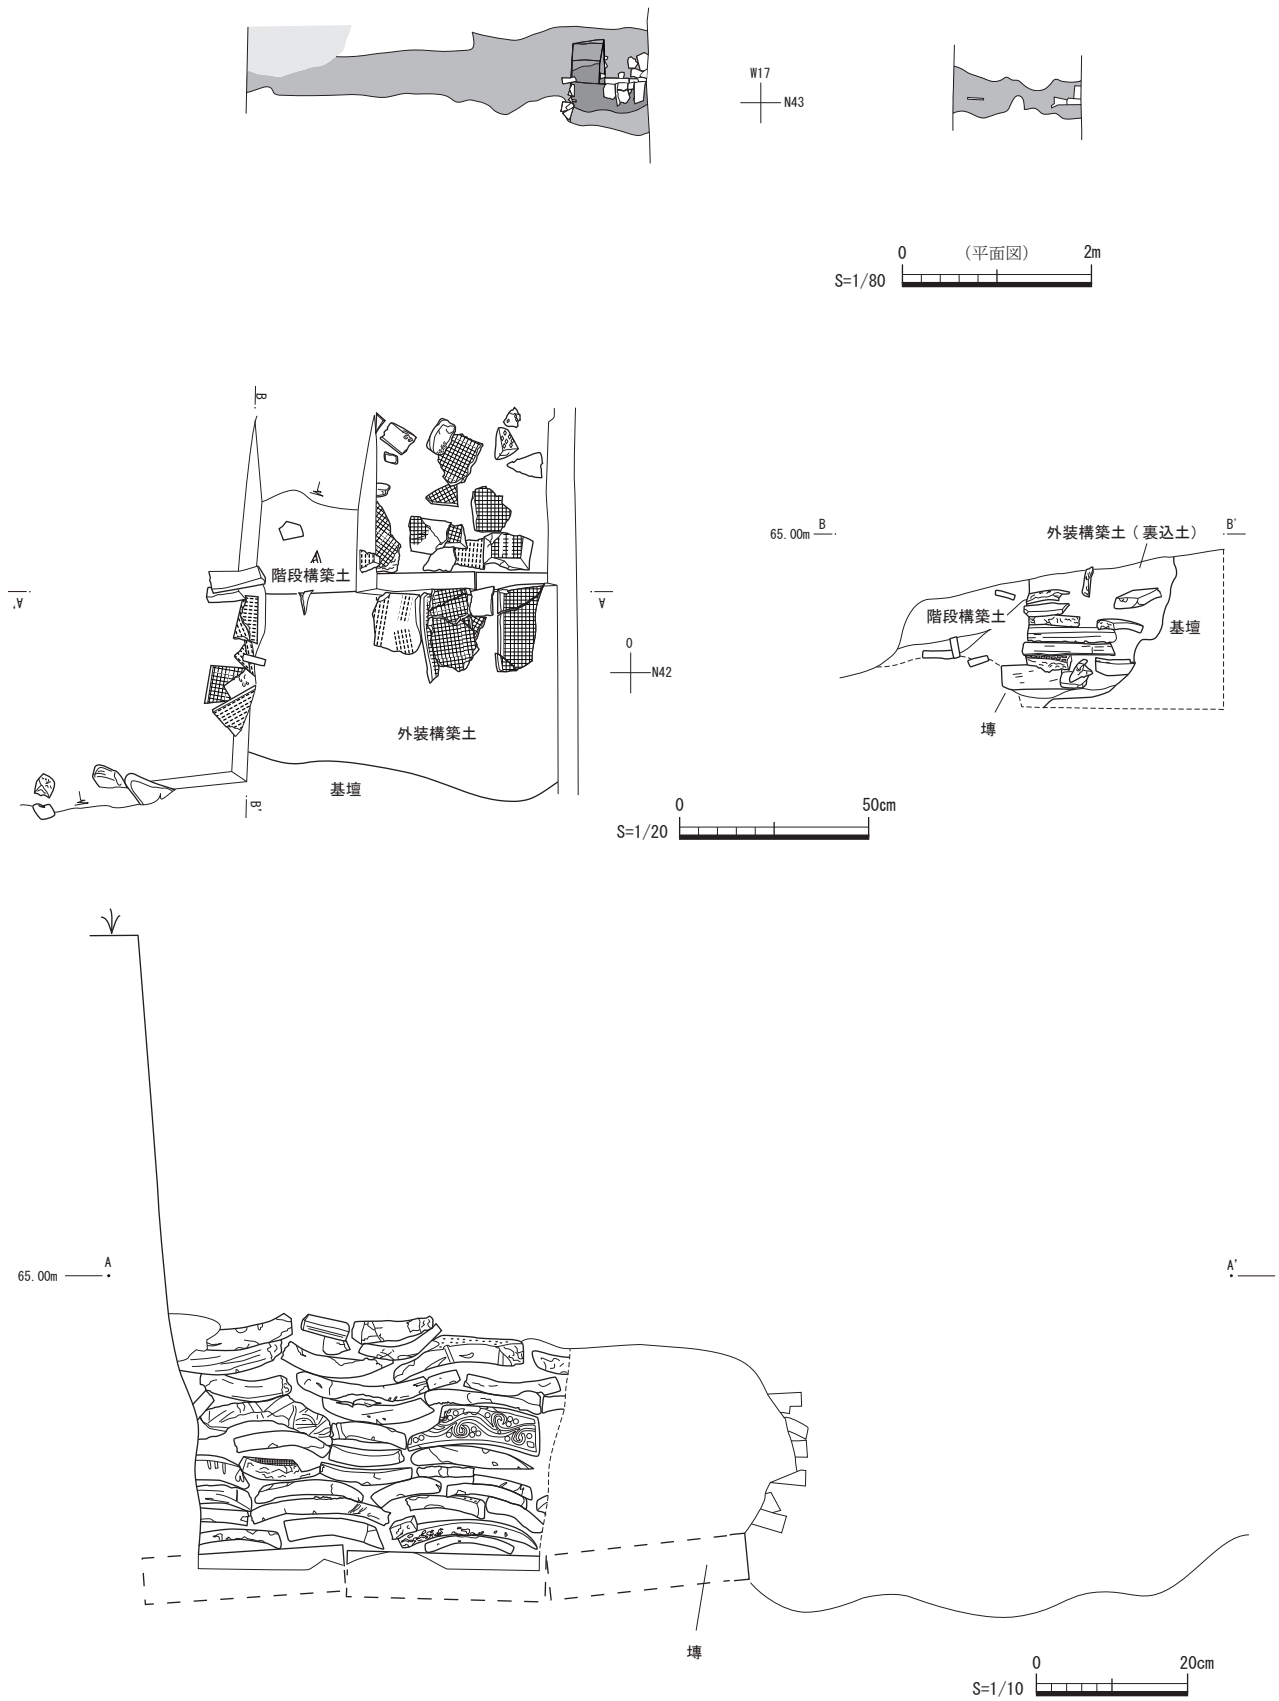 W17
N43
0 （平面図） 2m
S=1/80
B
階段構築土
A'
A
0
N42
外装構築土
基壇
B'
65.00m B
外装構築土（裏込土）
B'
階段構築土
基壇
塼
0 50cm
S=1/20
A
65.00m
A'
塼
0 20cm
S=1/10